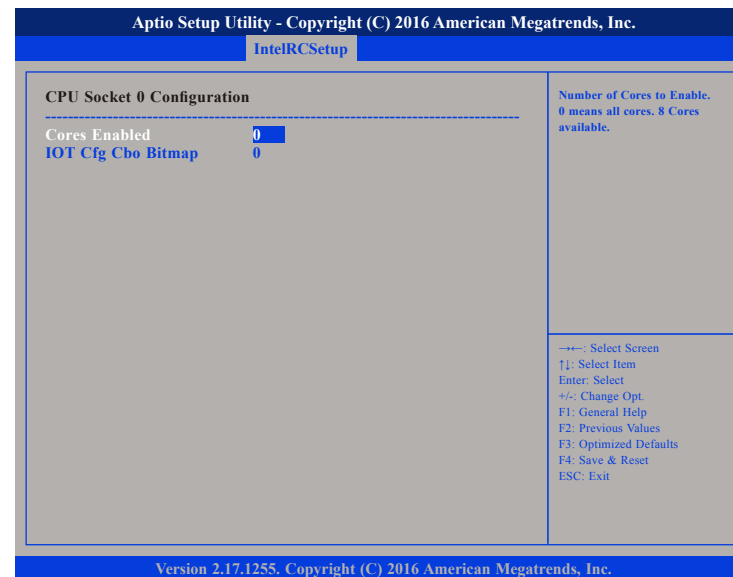 Aptio Setup Utility - Copyright (C) 2016 American Megatrends, Inc.
IntelRCSetup
CPU Socket 0 Configuration
--------------------------------------------------------------------------------
Cores Enabled 0
IOT Cfg Cbo Bitmap 0
Number of Cores to Enable.
0 means all cores. 8 Cores
available.
→←: Select Screen
↑↓: Select Item
Enter: Select
+/-: Change Opt.
F1: General Help
F2: Previous Values
F3: Optimized Defaults
F4: Save & Reset
ESC: Exit
Version 2.17.1255. Copyright (C) 2016 American Megatrends, Inc.